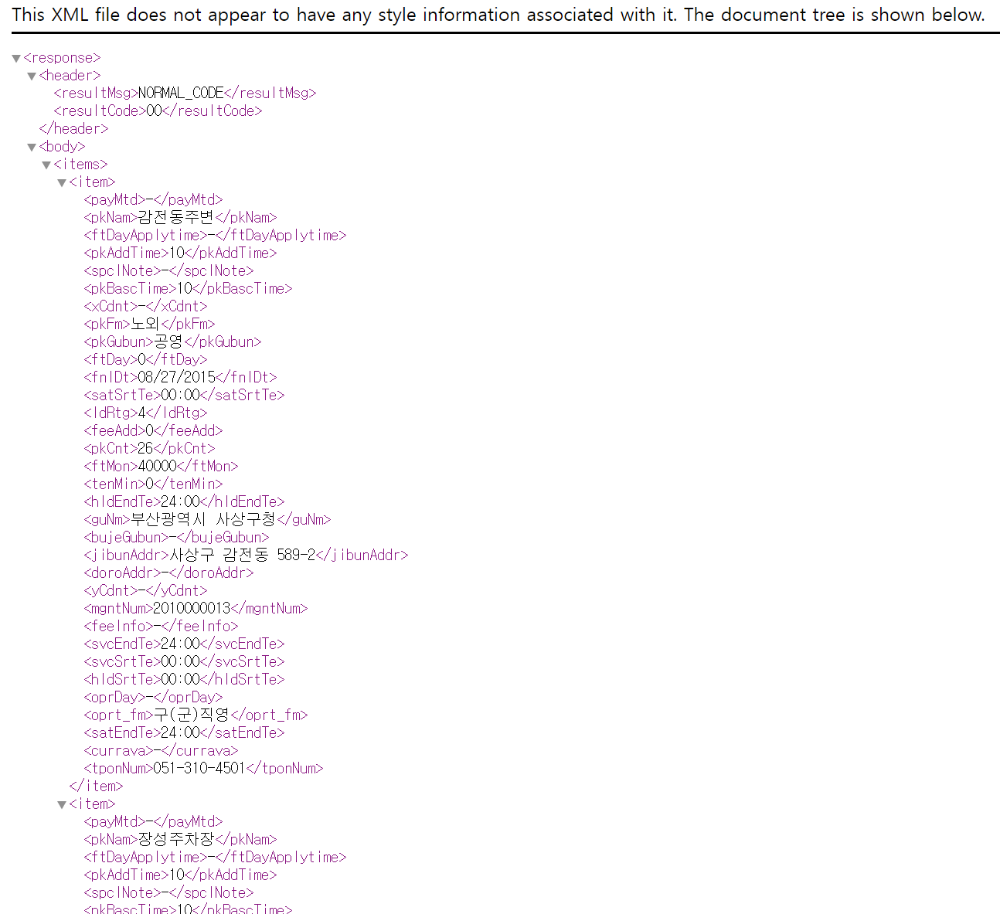 This XML file does not appear to have any style information associated with it. The document tree is shown below.
▼<response>
▼<header>
<resultMsg>NORMAL_CODE</resultMsg>
<resultCode>00</resultCode>
</header>
▼<body>
▼<items>
▼<item>
<payMtd>-</payMtd>
<pkNam>감전동주변</pkNam>
<ftDayApplytime>-</ftDayApplytime>
<pkAddTime>10</pkAddTime>
<spclNote>-</spclNote>
<pkBascTime>10</pkBascTime>
<xCdnt>-</xCdnt>
<pkFm>노외</pkFm>
<pkGubun>공영</pkGubun>
<ftDay>0</ftDay>
<fnlDt>08/27/2015</fnlDt>
<satSrtTe>00:00</satSrtTe>
<ldRtg>4</ldRtg>
<feeAdd>0</feeAdd>
<pkCnt>26</pkCnt>
<ftMon>40000</ftMon>
<tenMin>0</tenMin>
<hldEndTe>24:00</hldEndTe>
<guNm>부산광역시 사상구청</guNm>
<bujeGubun>-</bujeGubun>
<jibunAddr>사상구 감전동 589-2</jibunAddr>
<doroAddr>-</doroAddr>
<yCdnt>-</yCdnt>
<mgntNum>2010000013</mgntNum>
<feeInfo>-</feeInfo>
<svcEndTe>24:00</svcEndTe>
<svcSrtTe>00:00</svcSrtTe>
<hldSrtTe>00:00</hldSrtTe>
<oprDay>-</oprDay>
<oprt_fm>구(군)직영</oprt_fm>
<satEndTe>24:00</satEndTe>
<currava>-</currava>
<tponNum>051-310-4501</tponNum>
</item>
▼<item>
<payMtd>-</payMtd>
<pkNam>장성주차장</pkNam>
<ftDayApplytime>-</ftDayApplytime>
<pkAddTime>10</pkAddTime>
<spclNote>-</spclNote>
<pkBascTime>10</pkBascTime>